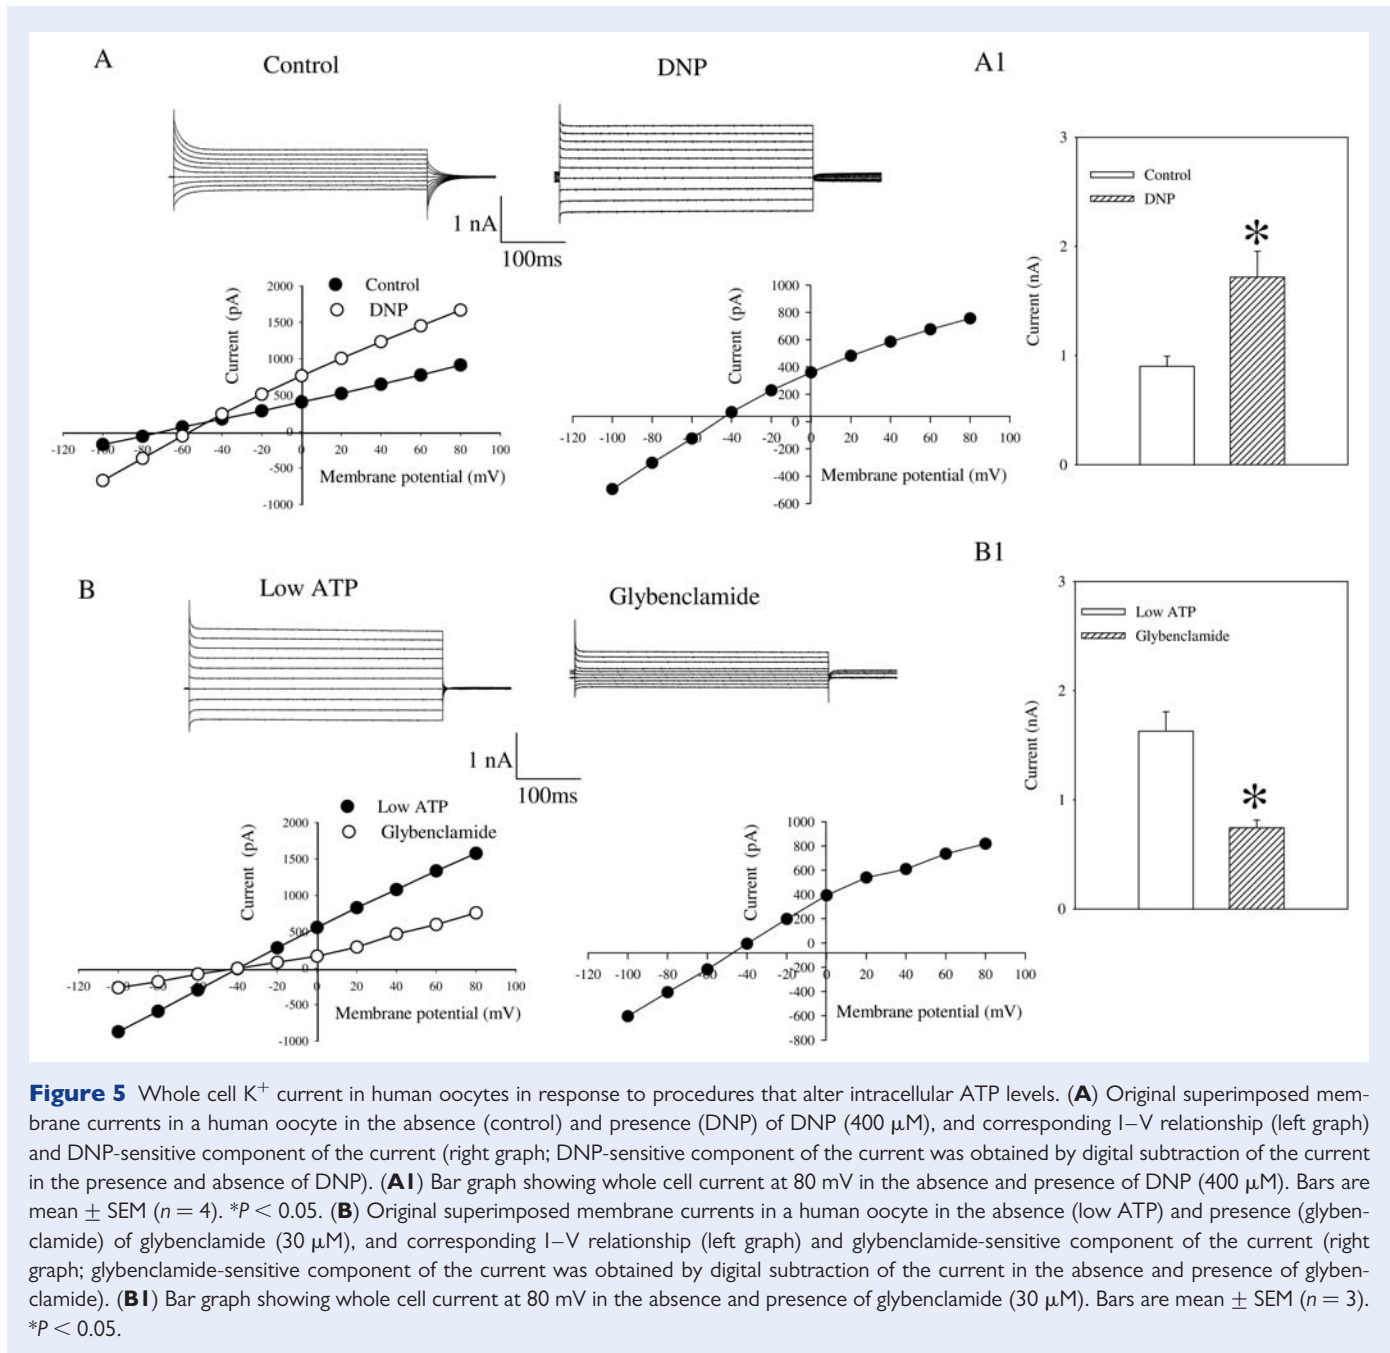 A
Control
DNP
A1
1 nA
100ms
Control
DNP
Current (pA)
2000
1500
1000
500
0
-500
-1000
-120 -100 -80 -60 -40 -20 0 20 40 60 80 100
Membrane potential (mV)
Current (pA)
1000
800
600
400
200
0
-200
-400
-600
-120 -100 -80 -60 -40 -20 0 20 40 60 80 100
Membrane potential (mV)
3
2
1
0
Current (nA)
Control
DNP
*
B
Low ATP
Glybenclamide
B1
1 nA
100ms
Low ATP
Glybenclamide
Current (pA)
2000
1500
1000
500
0
-500
-1000
-120 -40 -20 0 20 40 60 80 100
Membrane potential (mV)
Current (pA)
1000
800
600
400
200
0
-200
-400
-600
-800
-120 -100 -80 -60 -40 -20 0 20 40 60 80 100
Membrane potential (mV)
3
2
1
0
Current (nA)
Low ATP
Glybenclamide
*
Figure 5 Whole cell K+ current in human oocytes in response to procedures that alter intracellular ATP levels. (A) Original superimposed mem-
brane currents in a human oocyte in the absence (control) and presence (DNP) of DNP (400 μM), and corresponding I–V relationship (left graph)
and DNP-sensitive component of the current (right graph; DNP-sensitive component of the current was obtained by digital subtraction of the current
in the presence and absence of DNP). (A1) Bar graph showing whole cell current at 80 mV in the absence and presence of DNP (400 μM). Bars are
mean ± SEM (n = 4). *P < 0.05. (B) Original superimposed membrane currents in a human oocyte in the absence (low ATP) and presence (glyben-
clamide) of glybenclamide (30 μM), and corresponding I–V relationship (left graph) and glybenclamide-sensitive component of the current (right
graph; glybenclamide-sensitive component of the current was obtained by digital subtraction of the current in the absence and presence of glyben-
clamide). (B1) Bar graph showing whole cell current at 80 mV in the absence and presence of glybenclamide (30 μM). Bars are mean ± SEM (n = 3).
*P < 0.05.